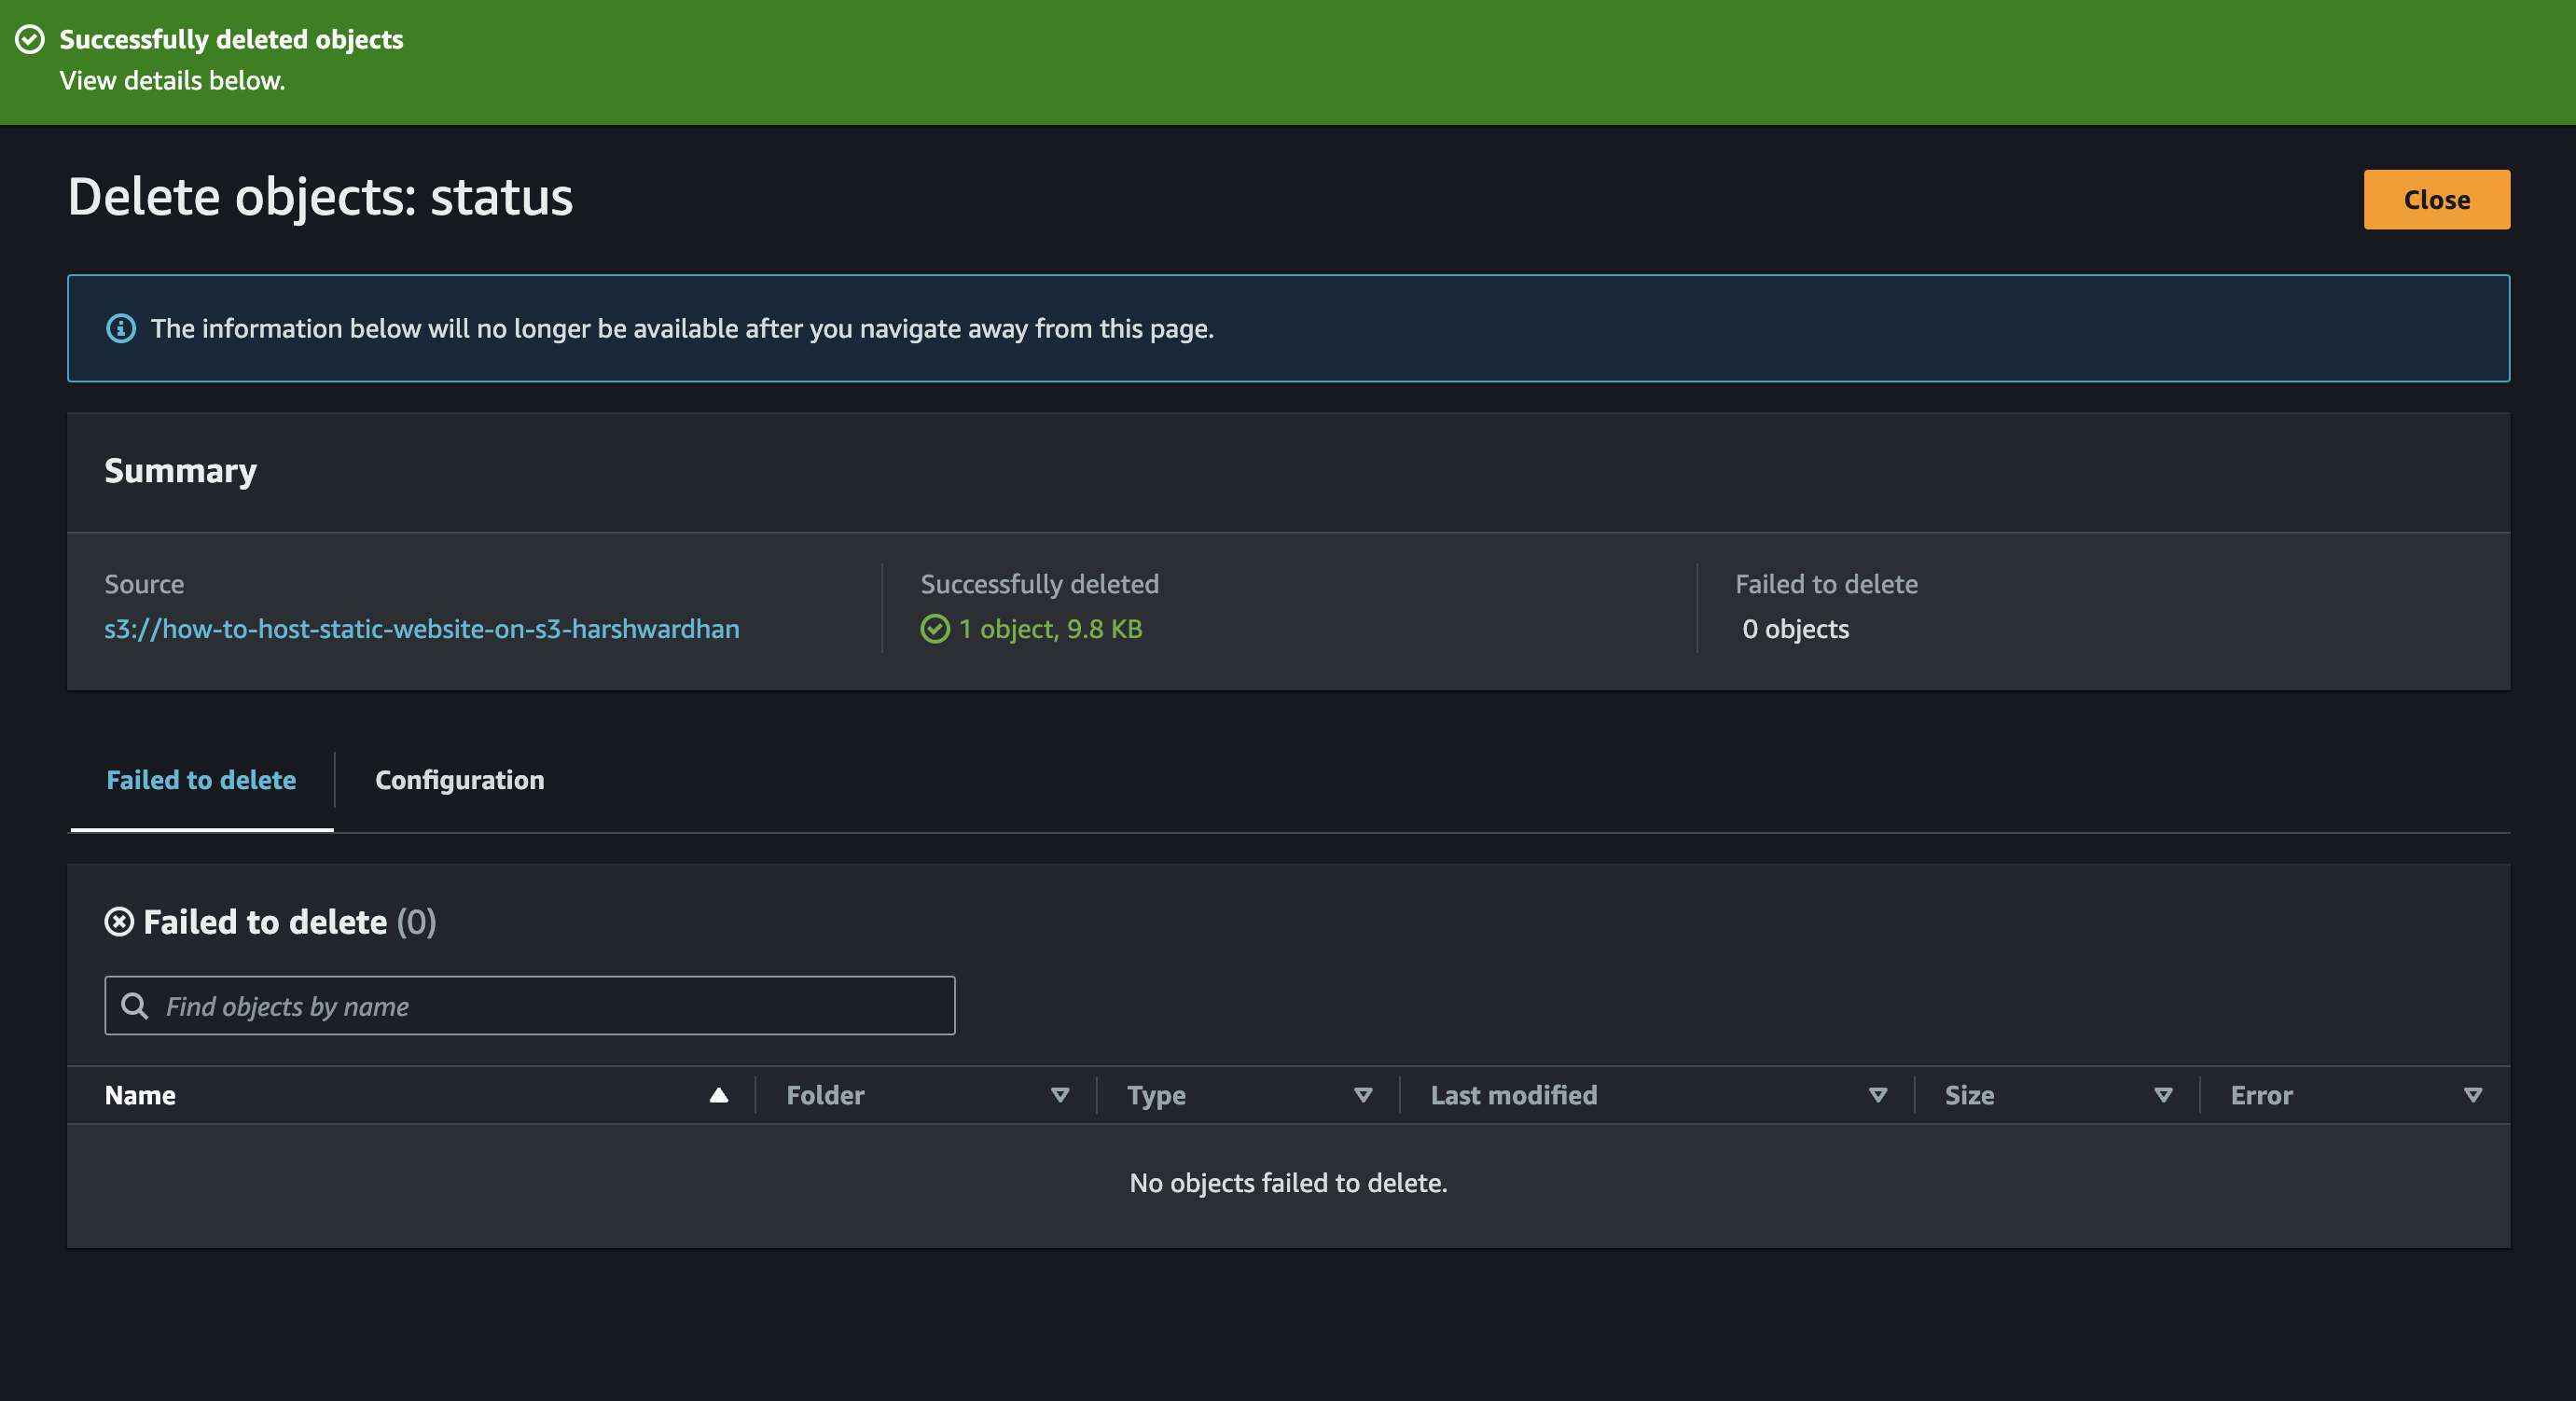 Successfully deleted objects
View details below.
Delete objects: status
Close
The information below will no longer be available after you navigate away from this page.
Summary
Source
s3://how-to-host-static-website-on-s3-harshwardhan
Successfully deleted
1 object, 9.8 KB
Failed to delete
0 objects
Failed to delete
Configuration
Failed to delete (0)
Find objects by name
Name Folder Type Last modified Size Error
No objects failed to delete.